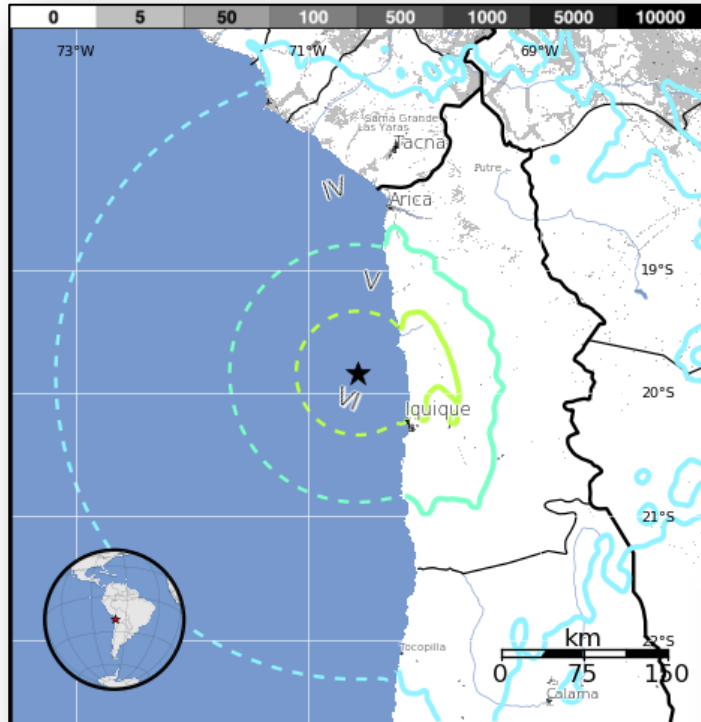 0 5 50 100 500 1000 5000 10000
73°W 71°W 69°W
Sama Grande
Las Yaras
Tacna
Putre
IV
Arica
19°S
V
20°S
VI
Iquique
21°S
km
22°S
Tocopilla
0 75 150
Calama